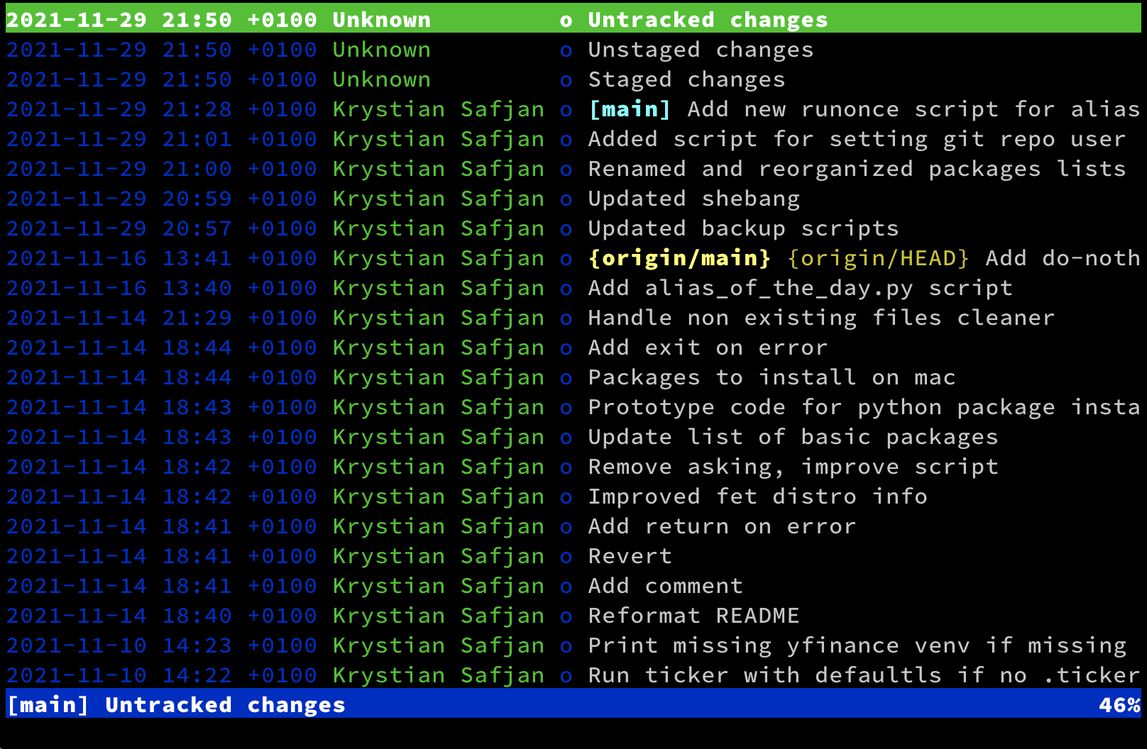 2021-11-29 21:50 +0100 Unknown o Untracked changes
2021-11-29 21:50 +0100 Unknown o Unstaged changes
2021-11-29 21:50 +0100 Unknown o Staged changes
2021-11-29 21:28 +0100 Krystian Safjan o [main] Add new runonce script for alias
2021-11-29 21:01 +0100 Krystian Safjan o Added script for setting git repo user
2021-11-29 21:00 +0100 Krystian Safjan o Renamed and reorganized packages lists
2021-11-29 20:59 +0100 Krystian Safjan o Updated shebang
2021-11-29 20:57 +0100 Krystian Safjan o Updated backup scripts
2021-11-16 13:41 +0100 Krystian Safjan o {origin/main} {origin/HEAD} Add do-noth
2021-11-16 13:40 +0100 Krystian Safjan o Add alias_of_the_day.py script
2021-11-14 21:29 +0100 Krystian Safjan o Handle non existing files cleaner
2021-11-14 18:44 +0100 Krystian Safjan o Add exit on error
2021-11-14 18:44 +0100 Krystian Safjan o Packages to install on mac
2021-11-14 18:43 +0100 Krystian Safjan o Prototype code for python package insta
2021-11-14 18:43 +0100 Krystian Safjan o Update list of basic packages
2021-11-14 18:42 +0100 Krystian Safjan o Remove asking, improve script
2021-11-14 18:42 +0100 Krystian Safjan o Improved fet distro info
2021-11-14 18:41 +0100 Krystian Safjan o Add return on error
2021-11-14 18:41 +0100 Krystian Safjan o Revert
2021-11-14 18:41 +0100 Krystian Safjan o Add comment
2021-11-14 18:40 +0100 Krystian Safjan o Reformat README
2021-11-10 14:23 +0100 Krystian Safjan o Print missing yfinance venv if missing
2021-11-10 14:22 +0100 Krystian Safjan o Run ticker with defaultls if no .ticker
[main] Untracked changes 46%